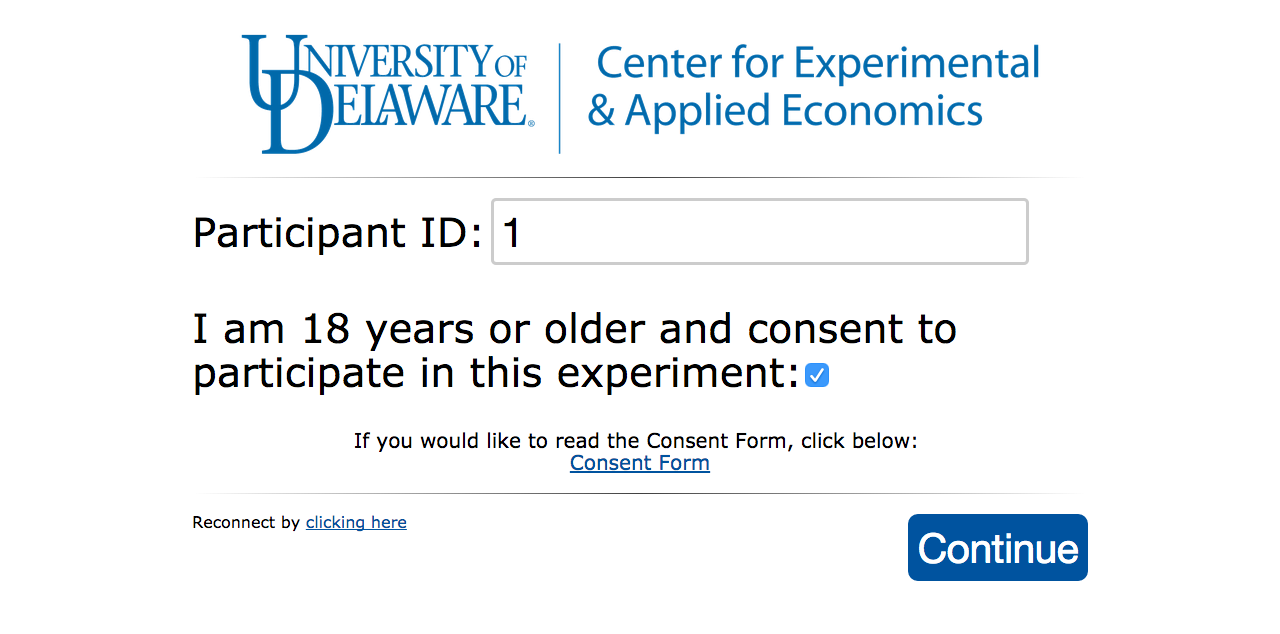 UNIVERSITY OF
DELAWARE®
Center for Experimental
& Applied Economics
Participant ID: 1
I am 18 years or older and consent to
participate in this experiment:
If you would like to read the Consent Form, click below:
Consent Form
Reconnect by clicking here
Continue